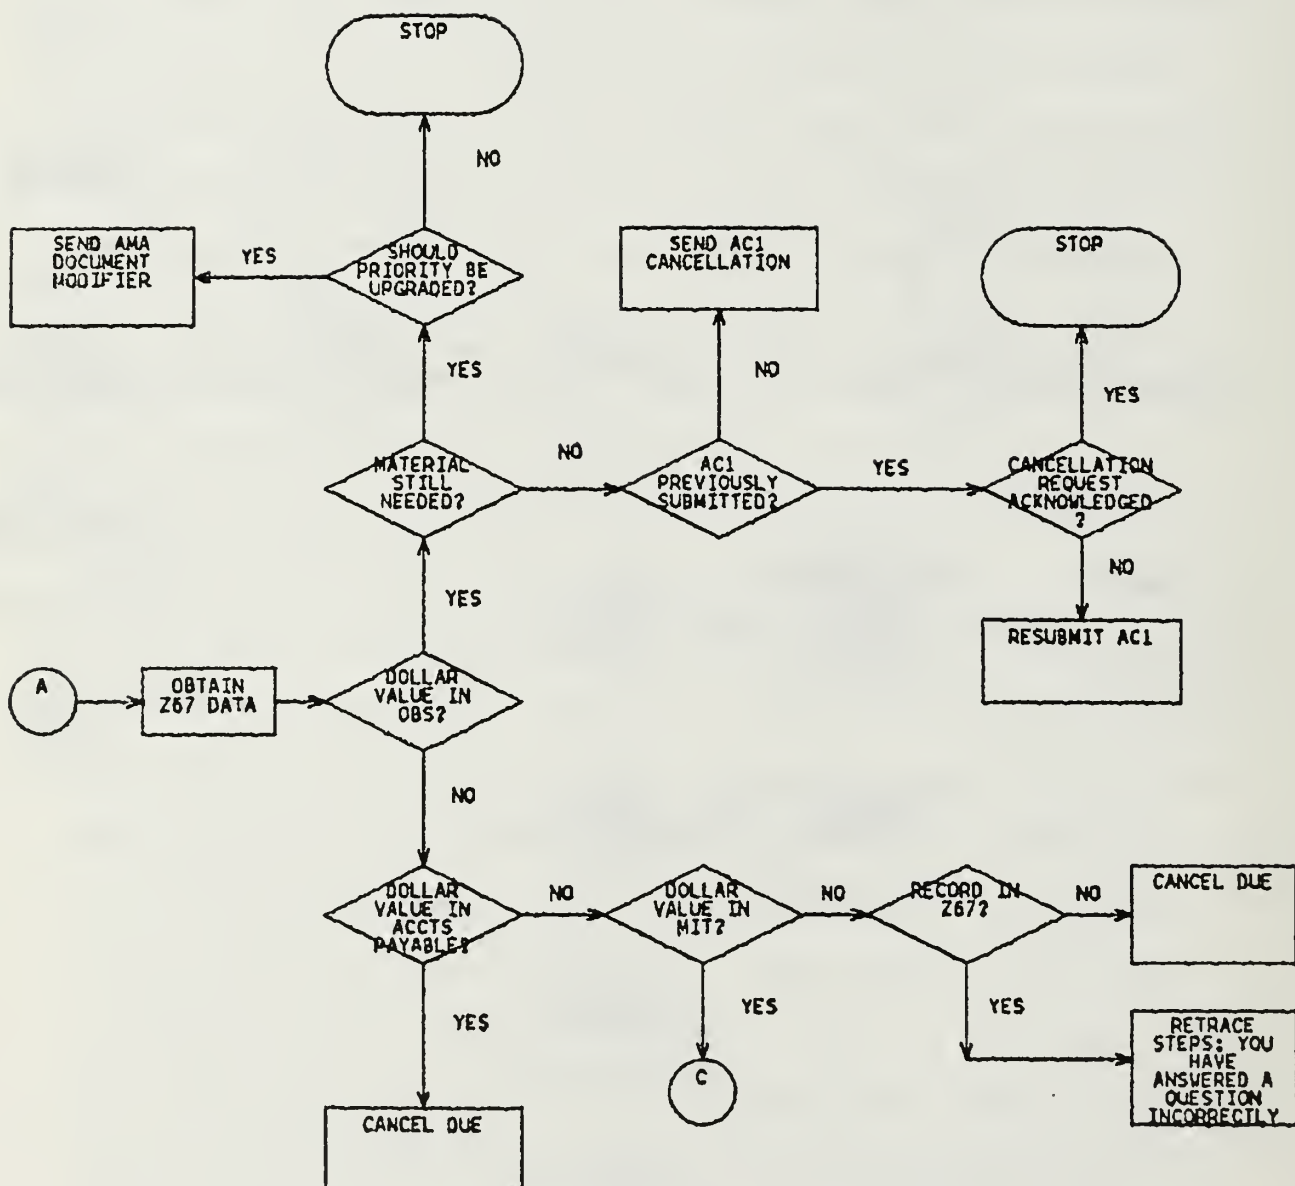 STOP
NO
SEND AMA
DOCUMENT
MODIFIER
YES
SHOULD
PRIORITY BE
UPGRADED?
SEND AC1
CANCELLATION
STOP
YES
NO
YES
MATERIAL
STILL
NEEDED?
NO
AC1
PREVIOUSLY
SUBMITTED?
YES
CANCELLATION
REQUEST
ACKNOWLEDGED
?
NO
YES
RESUBMIT AC1
A
OBTAIN
Z67 DATA
DOLLAR
VALUE IN
OBS?
NO
DOLLAR
VALUE IN
ACCTS
PAYABLE?
NO
DOLLAR
VALUE IN
MIT?
NO
RECORD IN
Z67?
NO
CANCEL DUE
YES
YES
YES
C
RETRACE
STEPS: YOU
HAVE
ANSWERED A
QUESTION
INCORRECTLY
CANCEL DUE